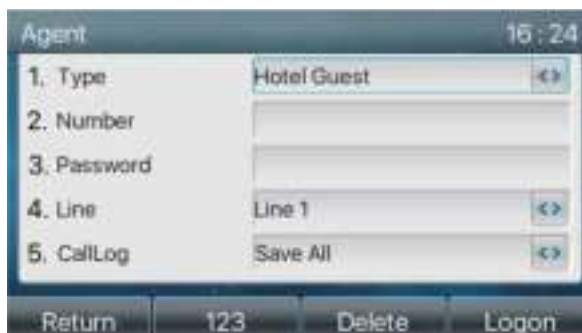 Agent 16:24
1. Type Hotel Guest <>
2. Number
3. Password
4. Line Line 1 <>
5. CallLog Save All <>
Return 123 Delete Logon